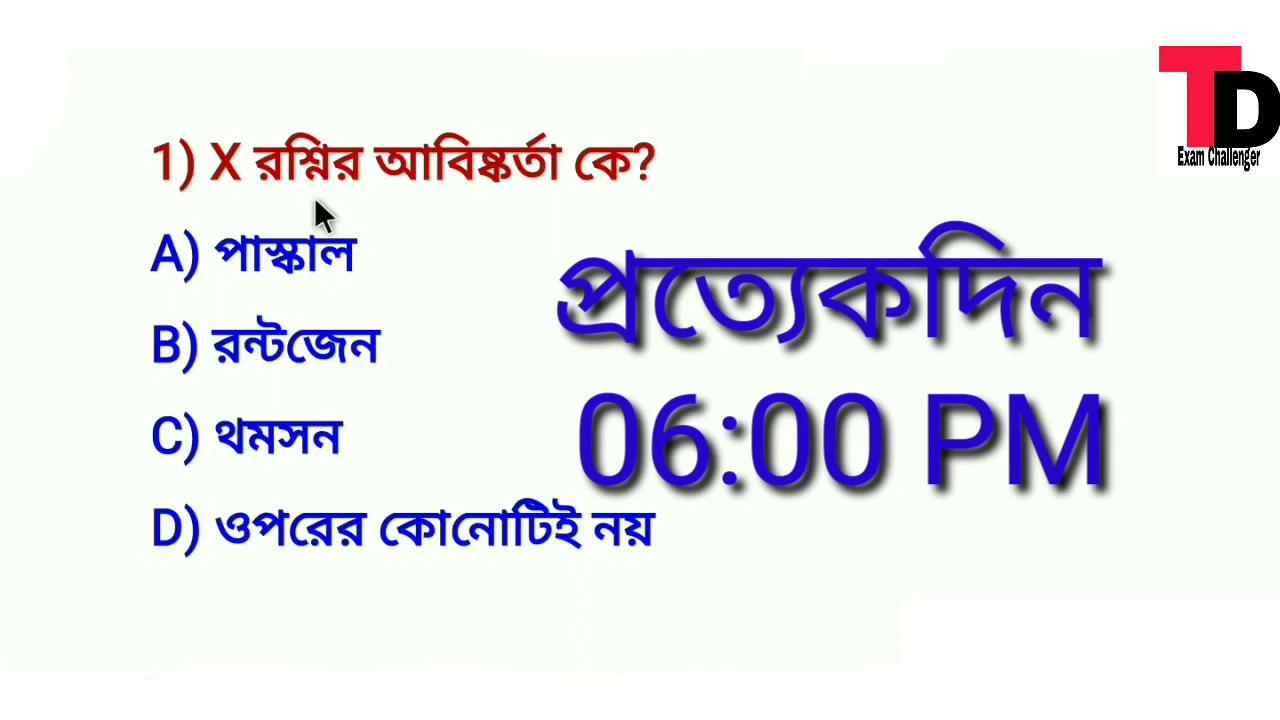 1) X রশ্নির আবিষ্কর্তা কে?
A) পাস্কাল
B) রন্টজেন
C) থমসন
D) ওপরের কোনোটিই নয়
প্রত্যেকদিন
06:00 PM
TD
Exam Challenger